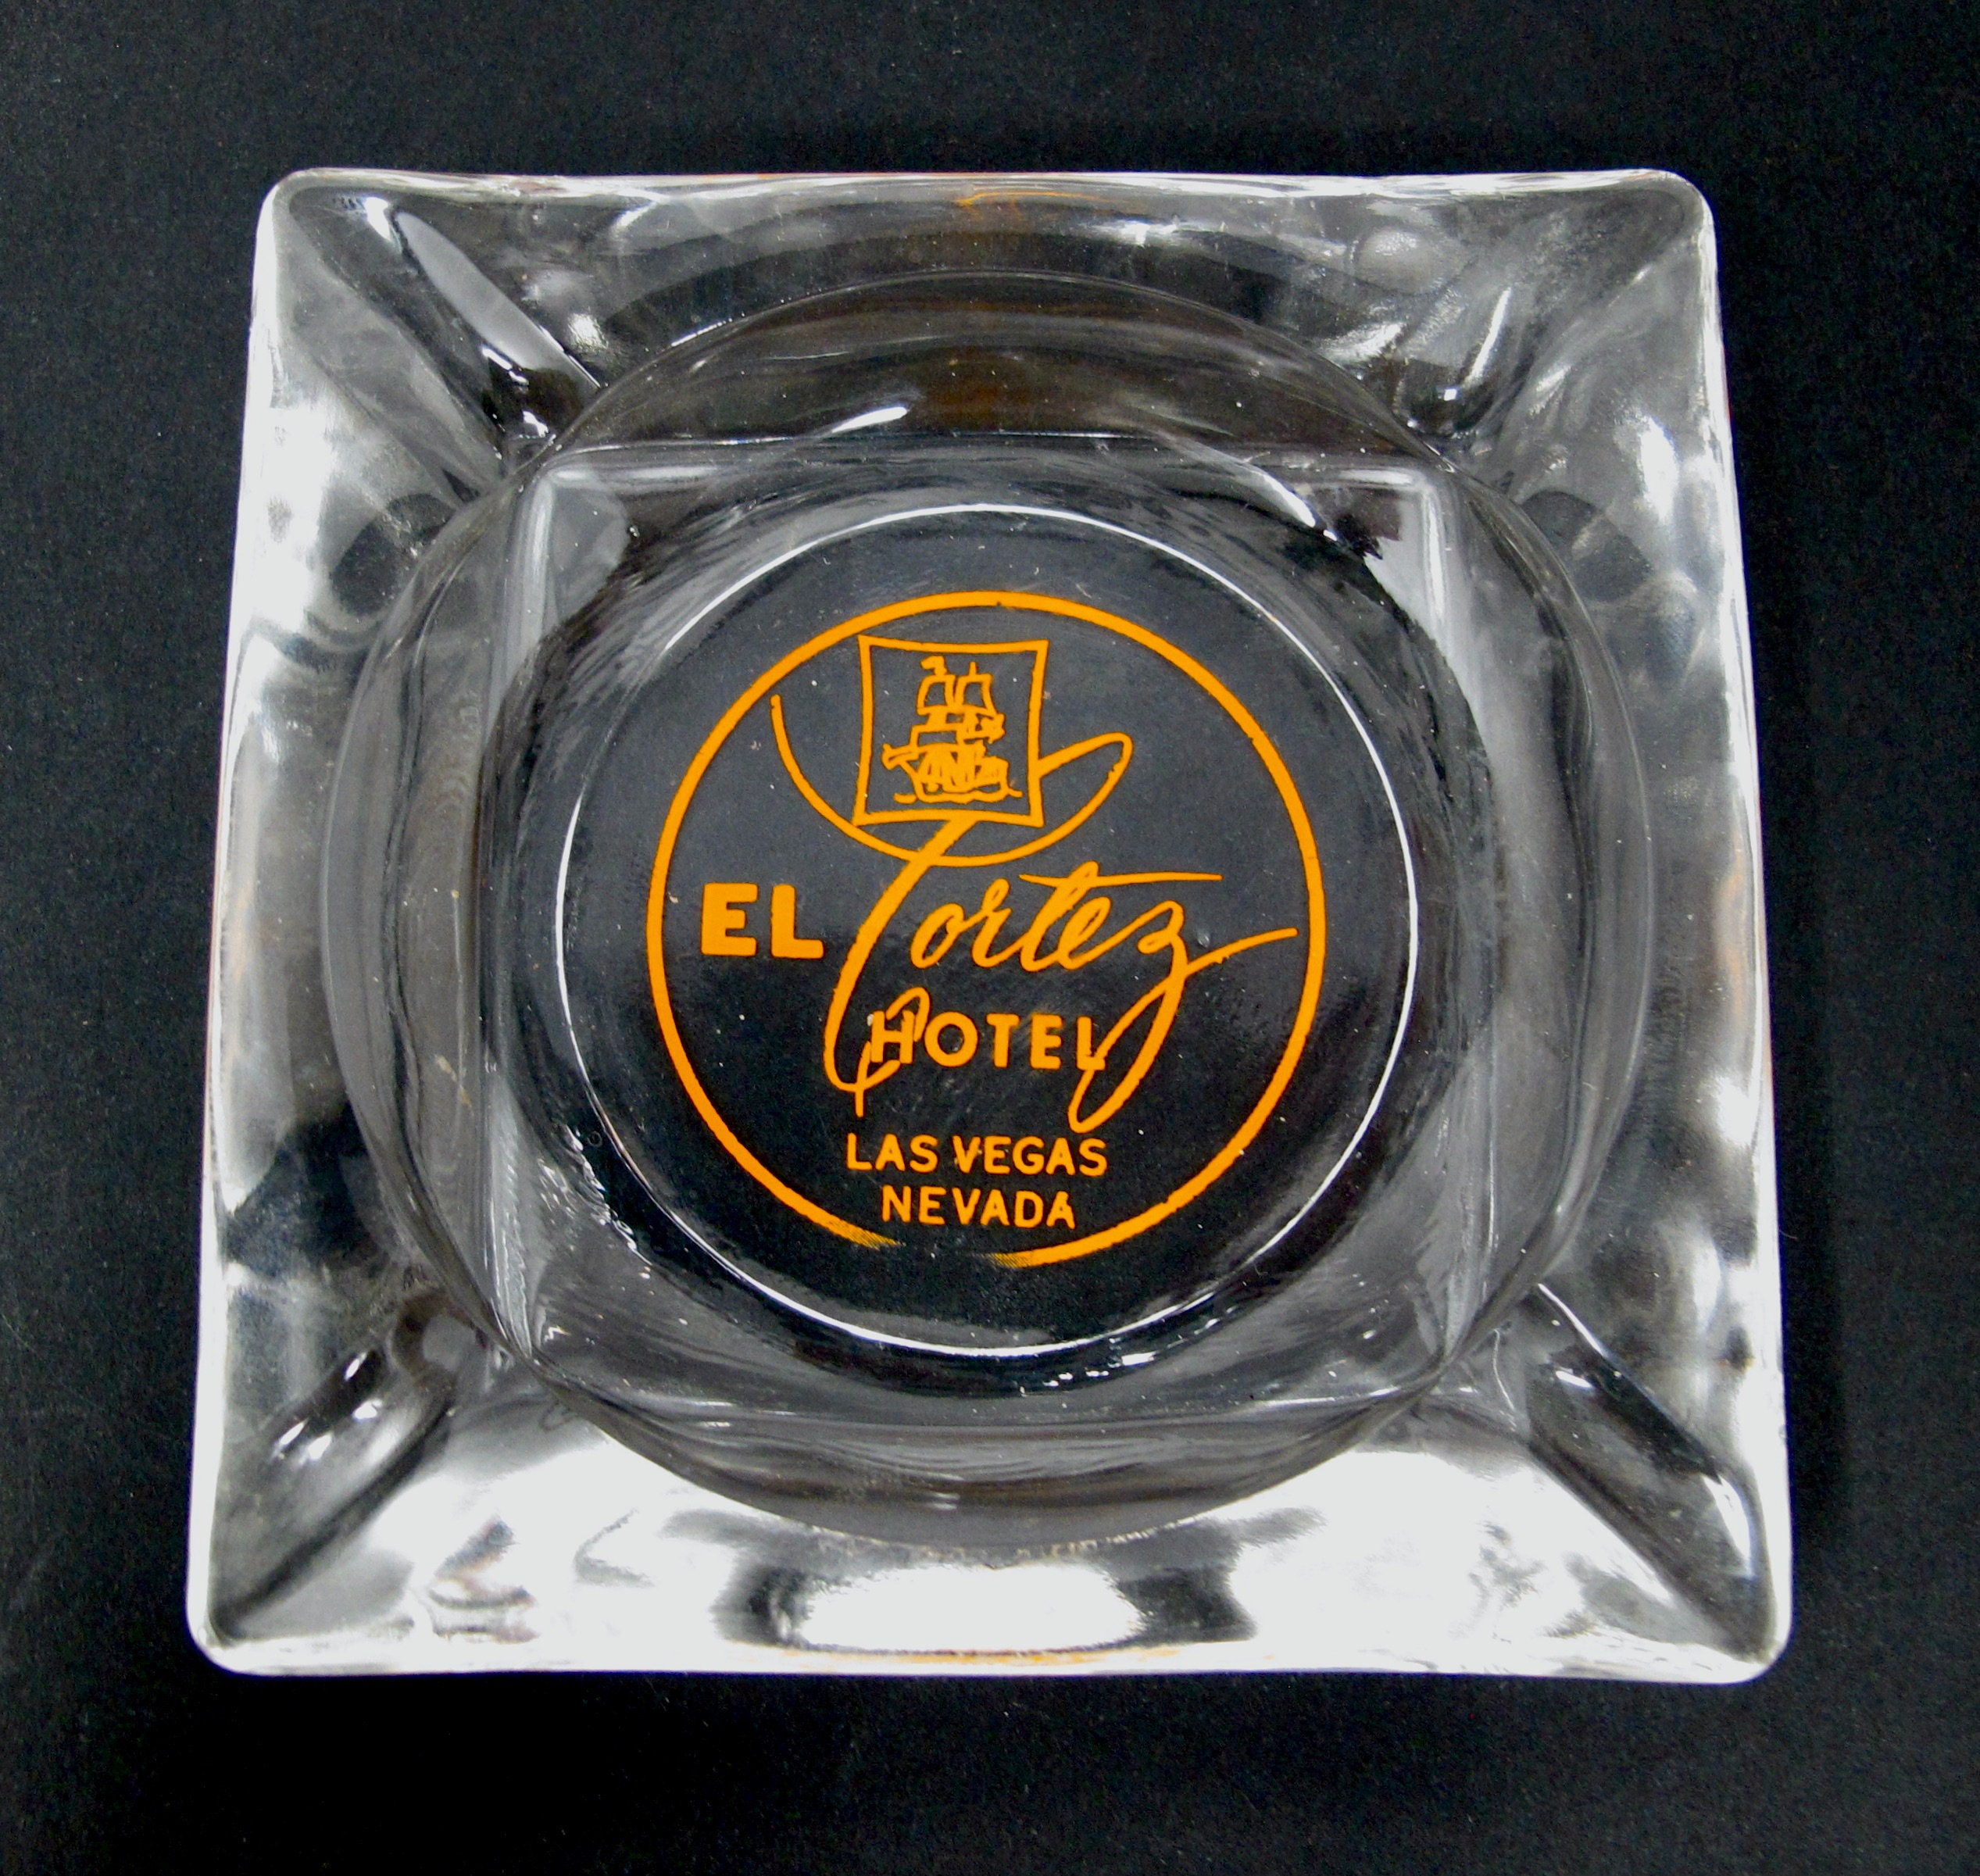 EL Cortez
HOTEL
LAS VEGAS
NEVADA